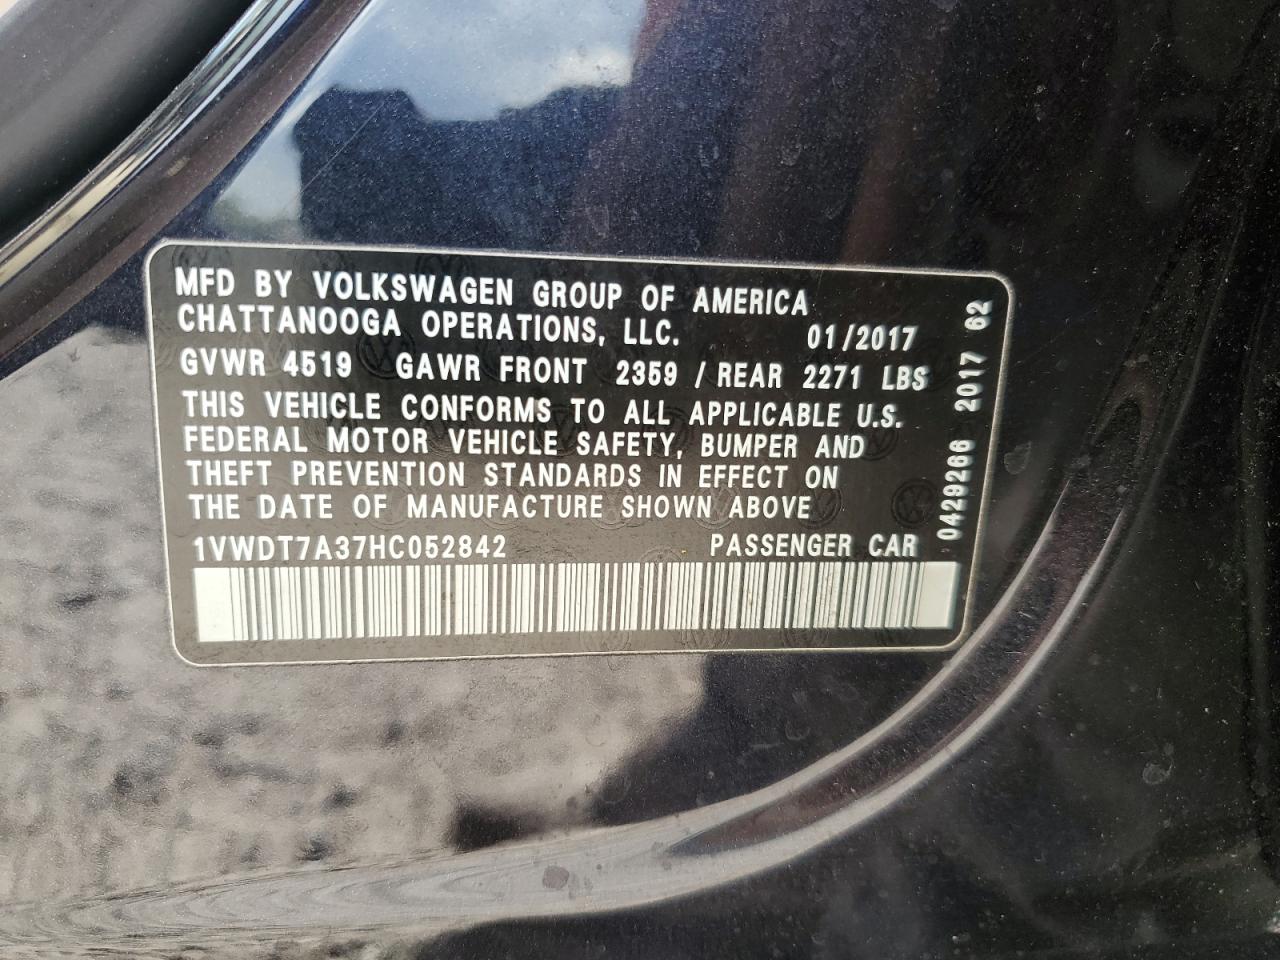 MFD BY VOLKSWAGEN GROUP OF AMERICA
CHATTANOOGA OPERATIONS, LLC. 01/2017
GVWR 4519 GAWR FRONT 2359 / REAR 2271 LBS
THIS VEHICLE CONFORMS TO ALL APPLICABLE U.S.
FEDERAL MOTOR VEHICLE SAFETY, BUMPER AND
THEFT PREVENTION STANDARDS IN EFFECT ON
THE DATE OF MANUFACTURE SHOWN ABOVE
1VWDT7A37HC052842 PASSENGER CAR
0429266 2017 62